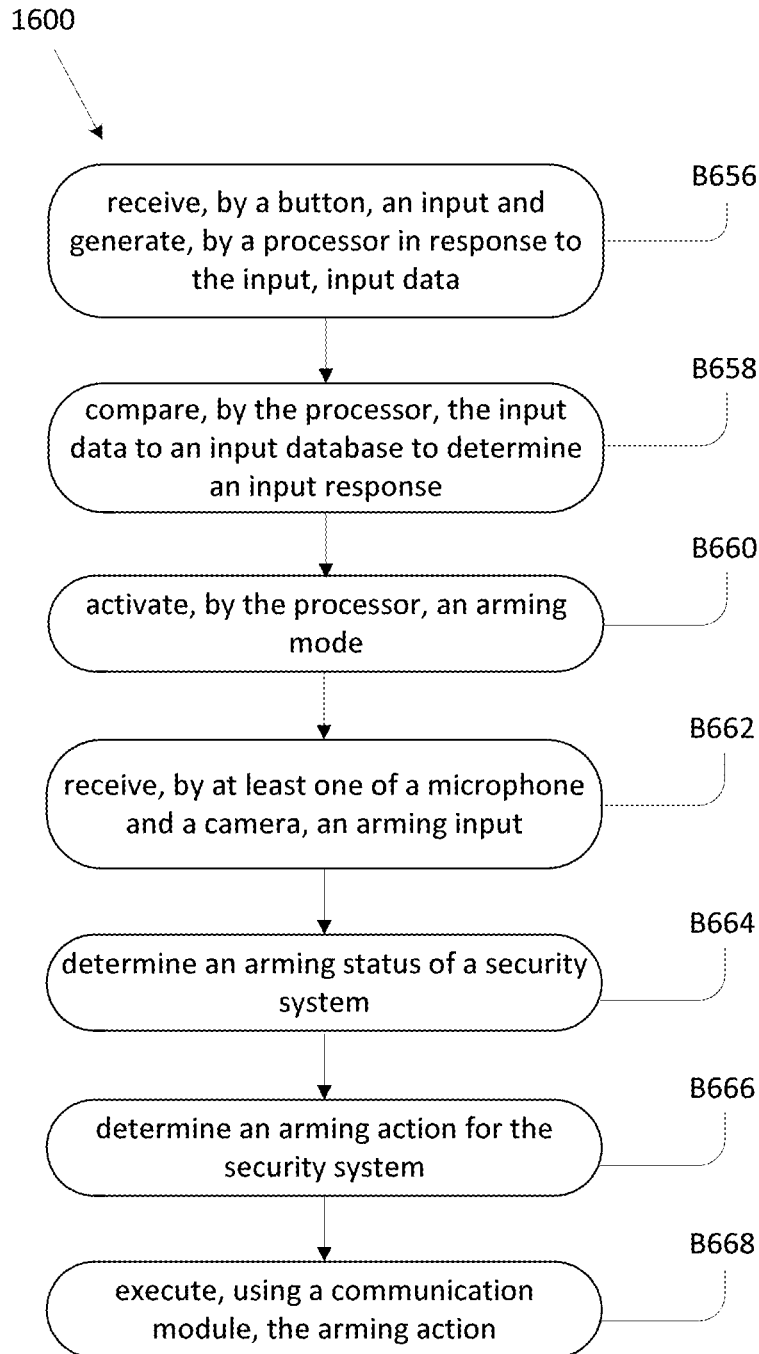 1600
B656
receive, by a button, an input and
generate, by a processor in response to
the input, input data
B658
compare, by the processor, the input
data to an input database to determine
an input response
B660
activate, by the processor, an arming
mode
B662
receive, by at least one of a microphone
and a camera, an arming input
B664
determine an arming status of a security
system
B666
determine an arming action for the
security system
B668
execute, using a communication
module, the arming action